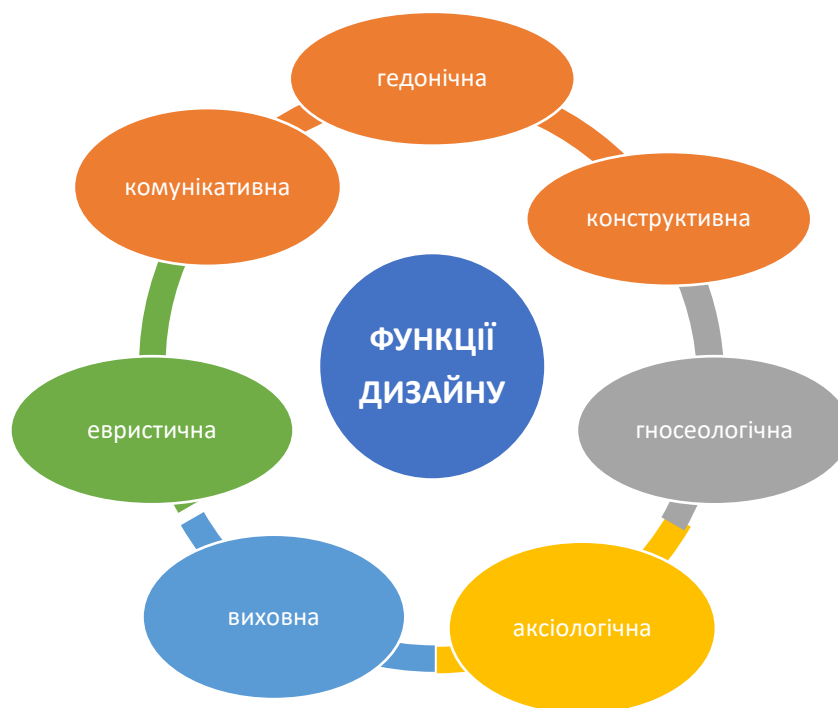 гедонічна
комунікативна
конструктивна
ФУНКЦІЇ
ДИЗАЙНУ
евристична
гносеологічна
виховна
аксіологічна